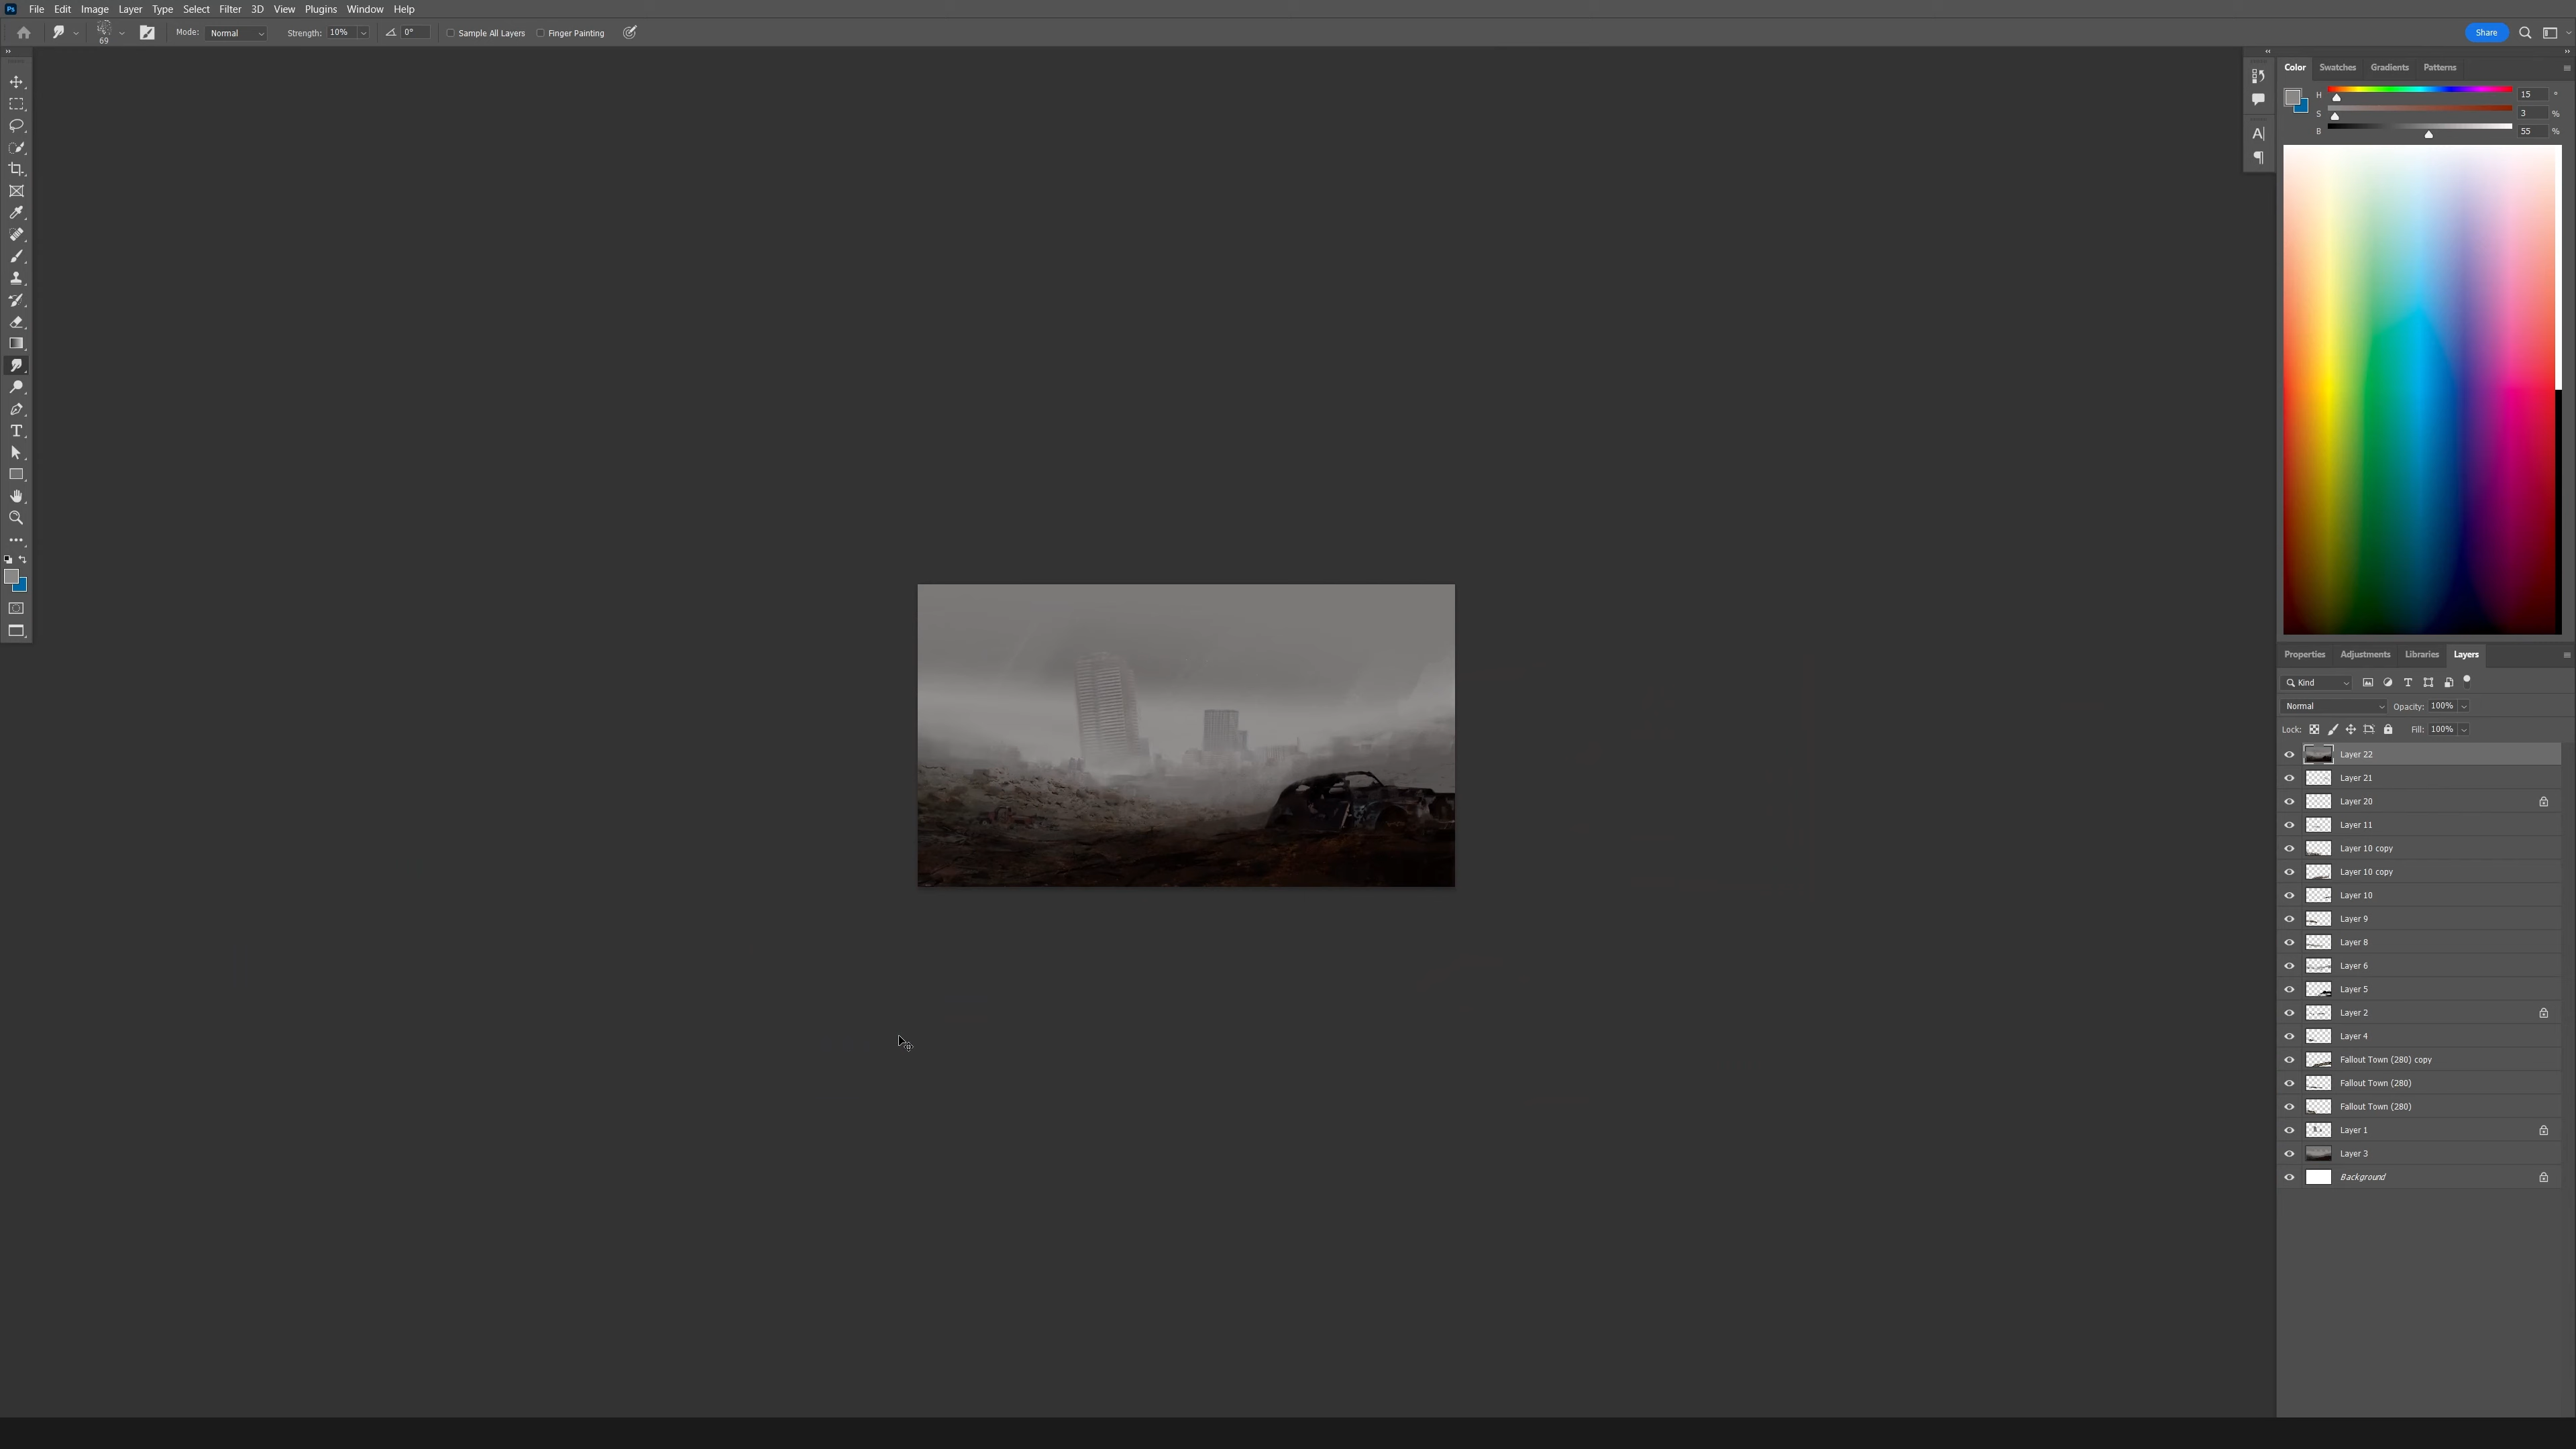 Ps File Edit Image Layer Type Select Filter 3D View Plugins Window Help
69 Mode: Normal Strength: 10% 0° Sample All Layers Finger Painting Share
Color Swatches Gradients Patterns
H 15 °
S 3 %
B 55 %
Properties Adjustments Libraries Layers
Kind
Normal Opacity: 100%
Lock: Fill: 100%
Layer 22
Layer 21
Layer 20
Layer 11
Layer 10 copy
Layer 10 copy
Layer 10
Layer 9
Layer 8
Layer 6
Layer 5
Layer 2
Layer 4
Fallout Town (280) copy
Fallout Town (280)
Fallout Town (280)
Layer 1
Layer 3
Background